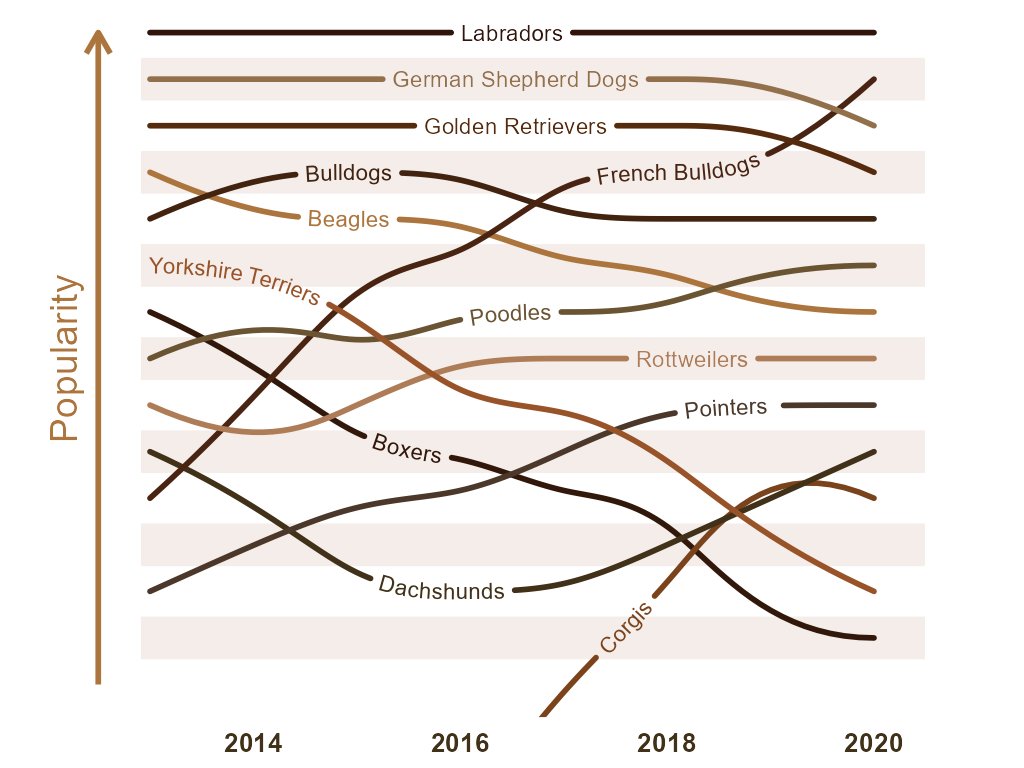 Labradors
German Shepherd Dogs
Golden Retrievers
French Bulldogs
Bulldogs
Beagles
Yorkshire Terriers
Poodles
Rottweilers
Pointers
Boxers
Dachshunds
Corgis
Popularity
2014 2016 2018 2020